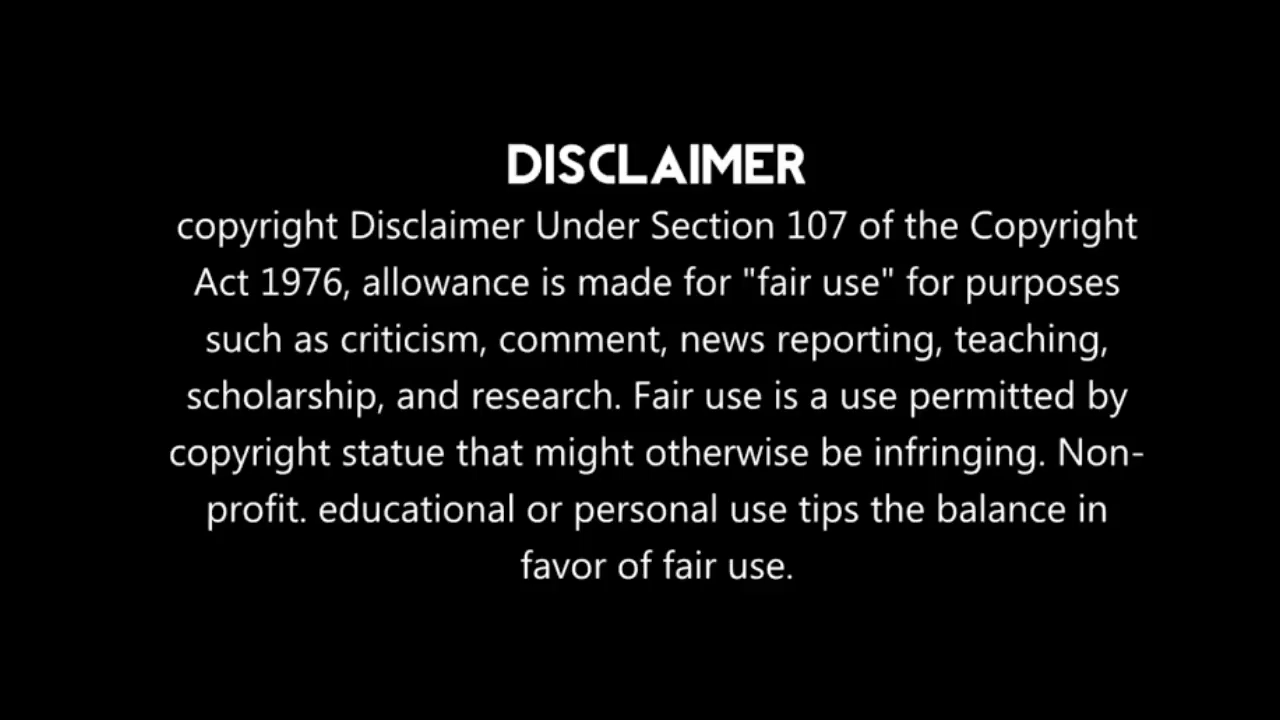 DISCLAIMER
copyright Disclaimer Under Section 107 of the Copyright
Act 1976, allowance is made for "fair use" for purposes
such as criticism, comment, news reporting, teaching,
scholarship, and research. Fair use is a use permitted by
copyright statue that might otherwise be infringing. Non-
profit. educational or personal use tips the balance in
favor of fair use.